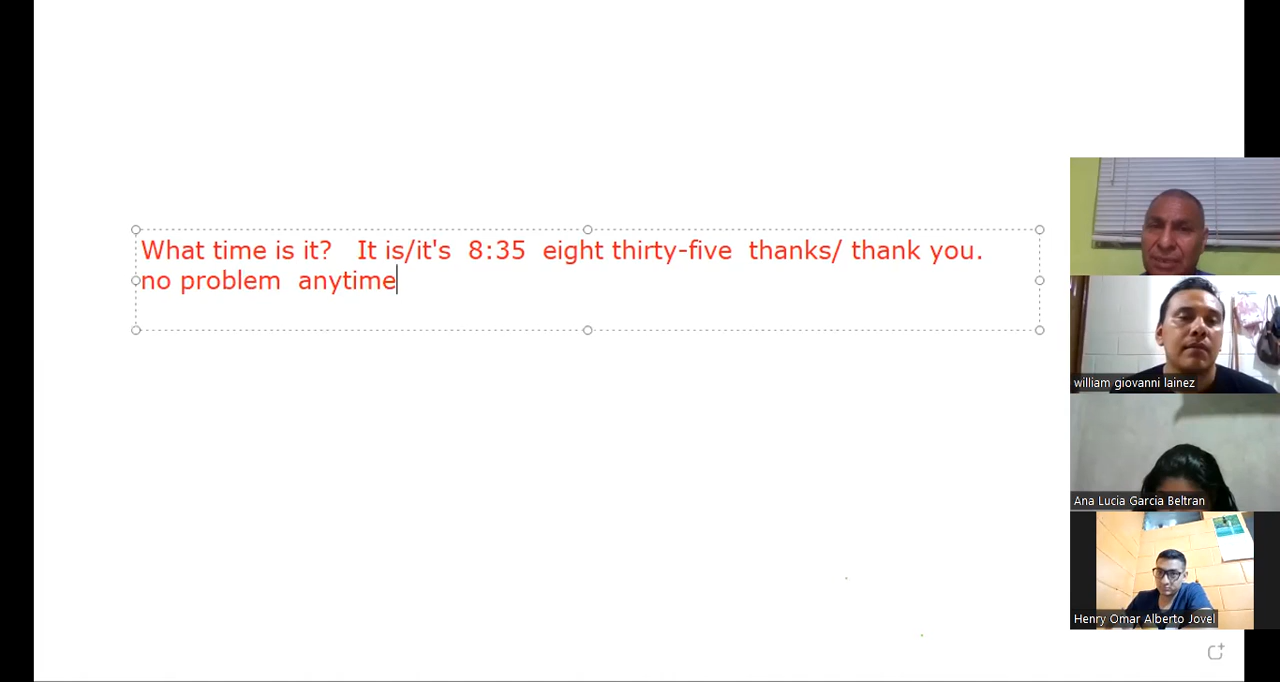 What time is it?   It is/it's  8:35  eight thirty-five  thanks/ thank you.
no problem  anytime
william giovanni lainez
Ana Lucia Garcia Beltran
Henry Omar Alberto Jovel